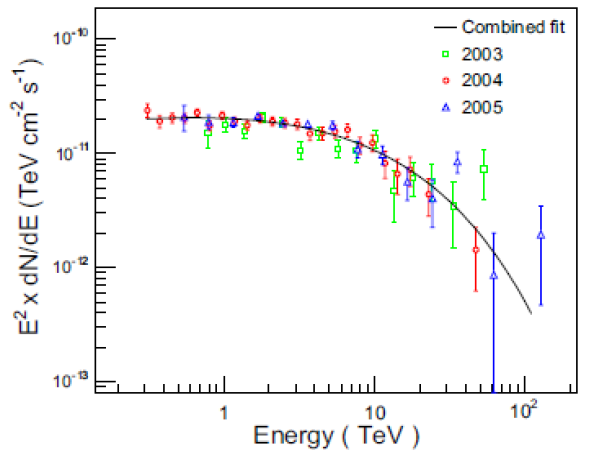 Combined fit
2003
2004
2005
10⁻¹⁰
10⁻¹¹
10⁻¹²
10⁻¹³
E² x dN/dE ( TeV cm⁻² s⁻¹)
1 10 10²
Energy ( TeV )